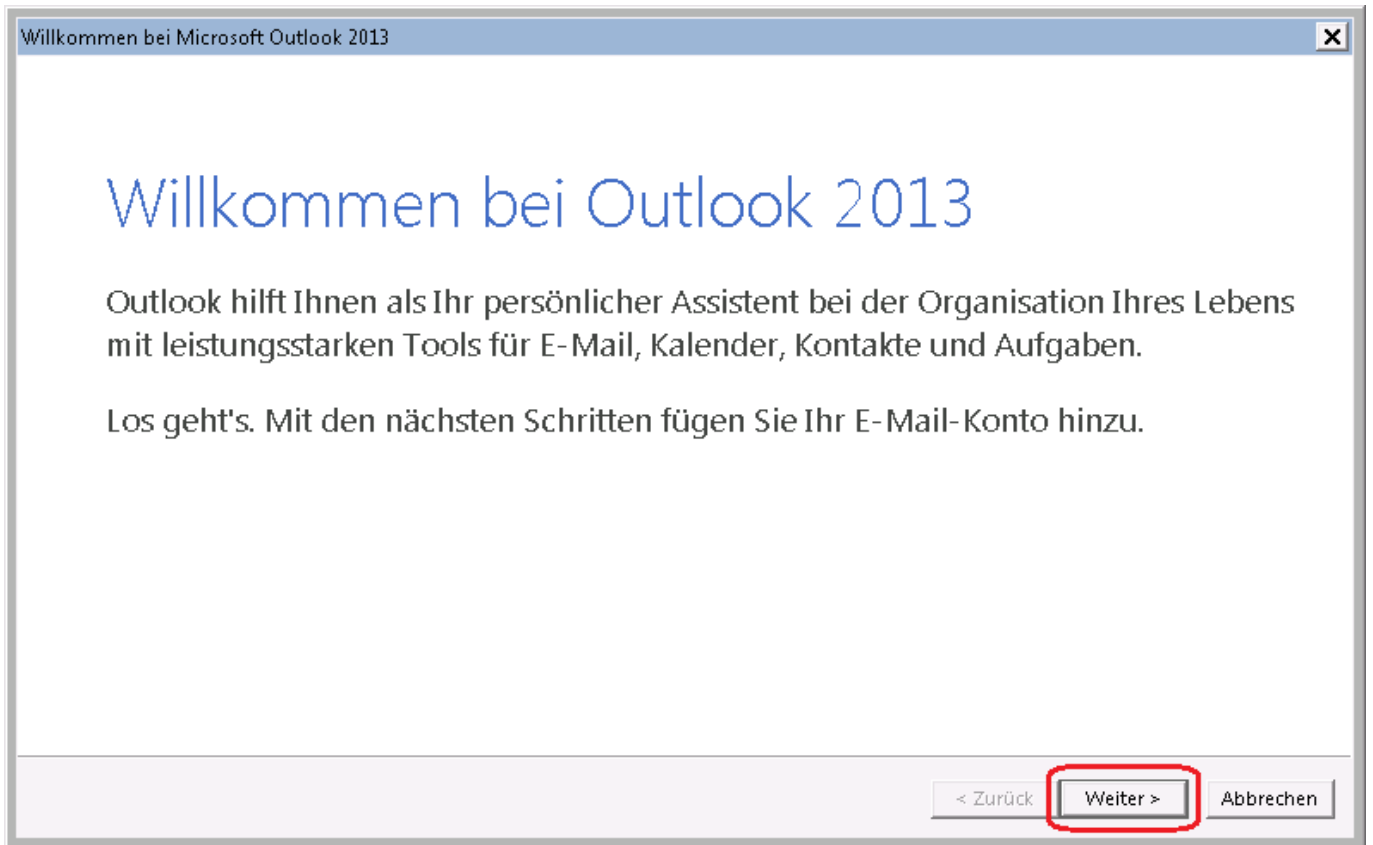 Willkommen bei Microsoft Outlook 2013
Willkommen bei Outlook 2013
Outlook hilft Ihnen als Ihr persönlicher Assistent bei der Organisation Ihres Lebens
mit leistungsstarken Tools für E-Mail, Kalender, Kontakte und Aufgaben.
Los geht's. Mit den nächsten Schritten fügen Sie Ihr E-Mail-Konto hinzu.
< Zurück Weiter > Abbrechen